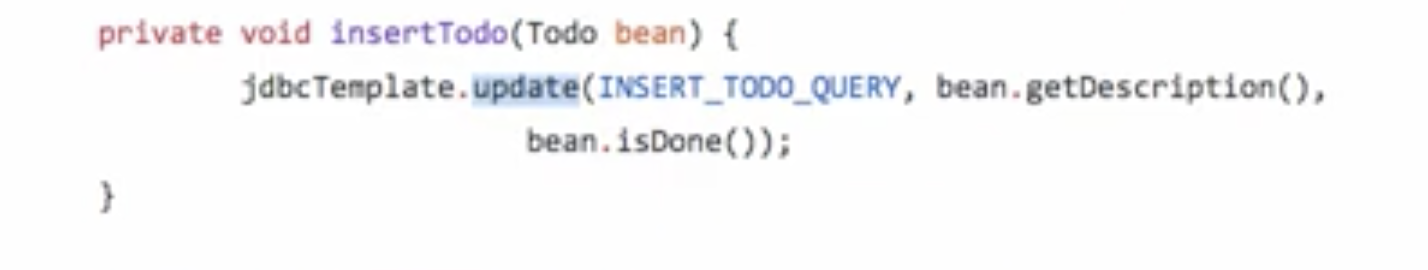 private void insertTodo(Todo bean) {
jdbcTemplate.update(INSERT_TODO_QUERY, bean.getDescription(),
bean.isDone());
}